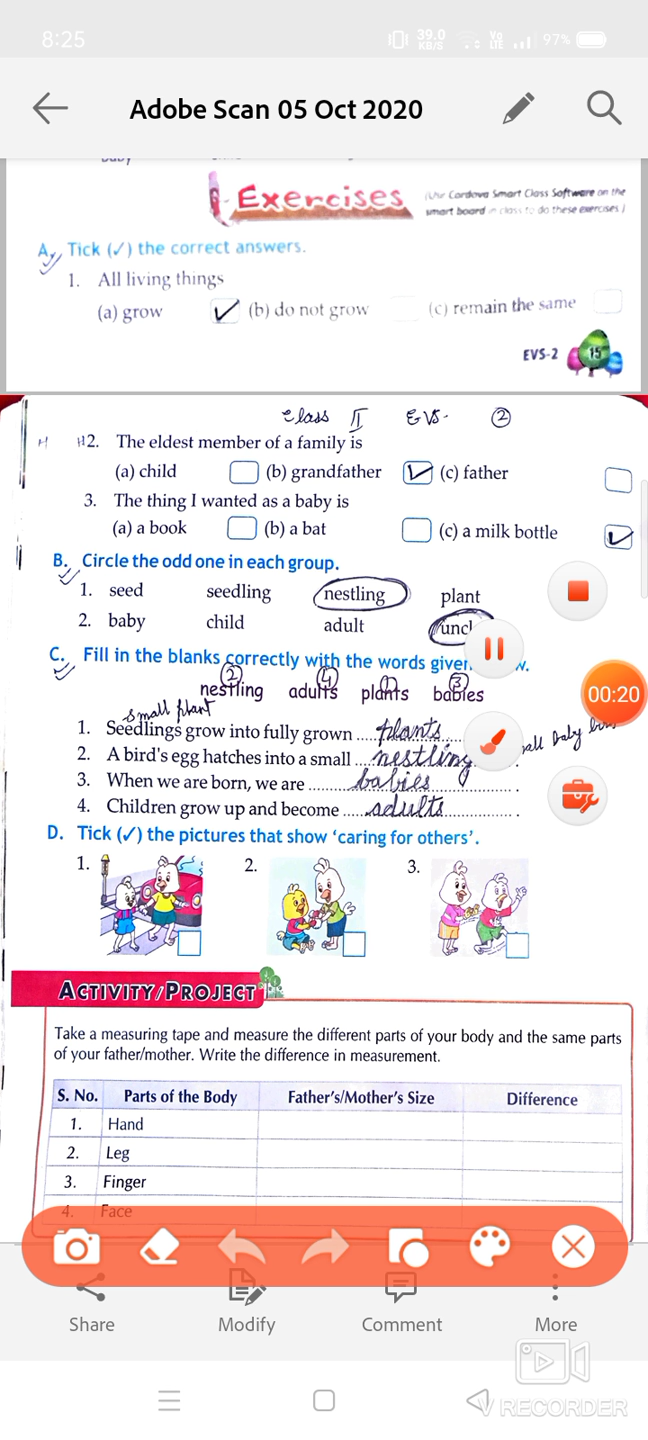 8:25 39.0 KB/S Vo LTE 97%
Adobe Scan 05 Oct 2020
Exercises
(Use Cordova Smart Class Software on the
smart board in class to do these exercises.)
A. Tick (✓) the correct answers.
1. All living things
(a) grow ✓ (b) do not grow (c) remain the same
EVS-2 15
Class II EVS- ②
2. The eldest member of a family is
(a) child (b) grandfather ✓ (c) father
3. The thing I wanted as a baby is
(a) a book (b) a bat (c) a milk bottle ✓
B. Circle the odd one in each group.
1. seed seedling nestling plant
2. baby child adult uncl
C. Fill in the blanks correctly with the words given w.
② ④ ① ③
nestling adults plants babies
small plant
1. Seedlings grow into fully grown ....plants....
all baby
2. A bird's egg hatches into a small ....nestling
3. When we are born, we are ........babies........ .
4. Children grow up and become ......adults........ .
D. Tick (✓) the pictures that show ‘caring for others’.
1. 2. 3.
00:20
ACTIVITY/PROJECT
Take a measuring tape and measure the different parts of your body and the same parts
of your father/mother. Write the difference in measurement.
S. No. Parts of the Body Father's/Mother's Size Difference
1. Hand
2. Leg
3. Finger
4. Face
Share Modify Comment More
V RECORDER